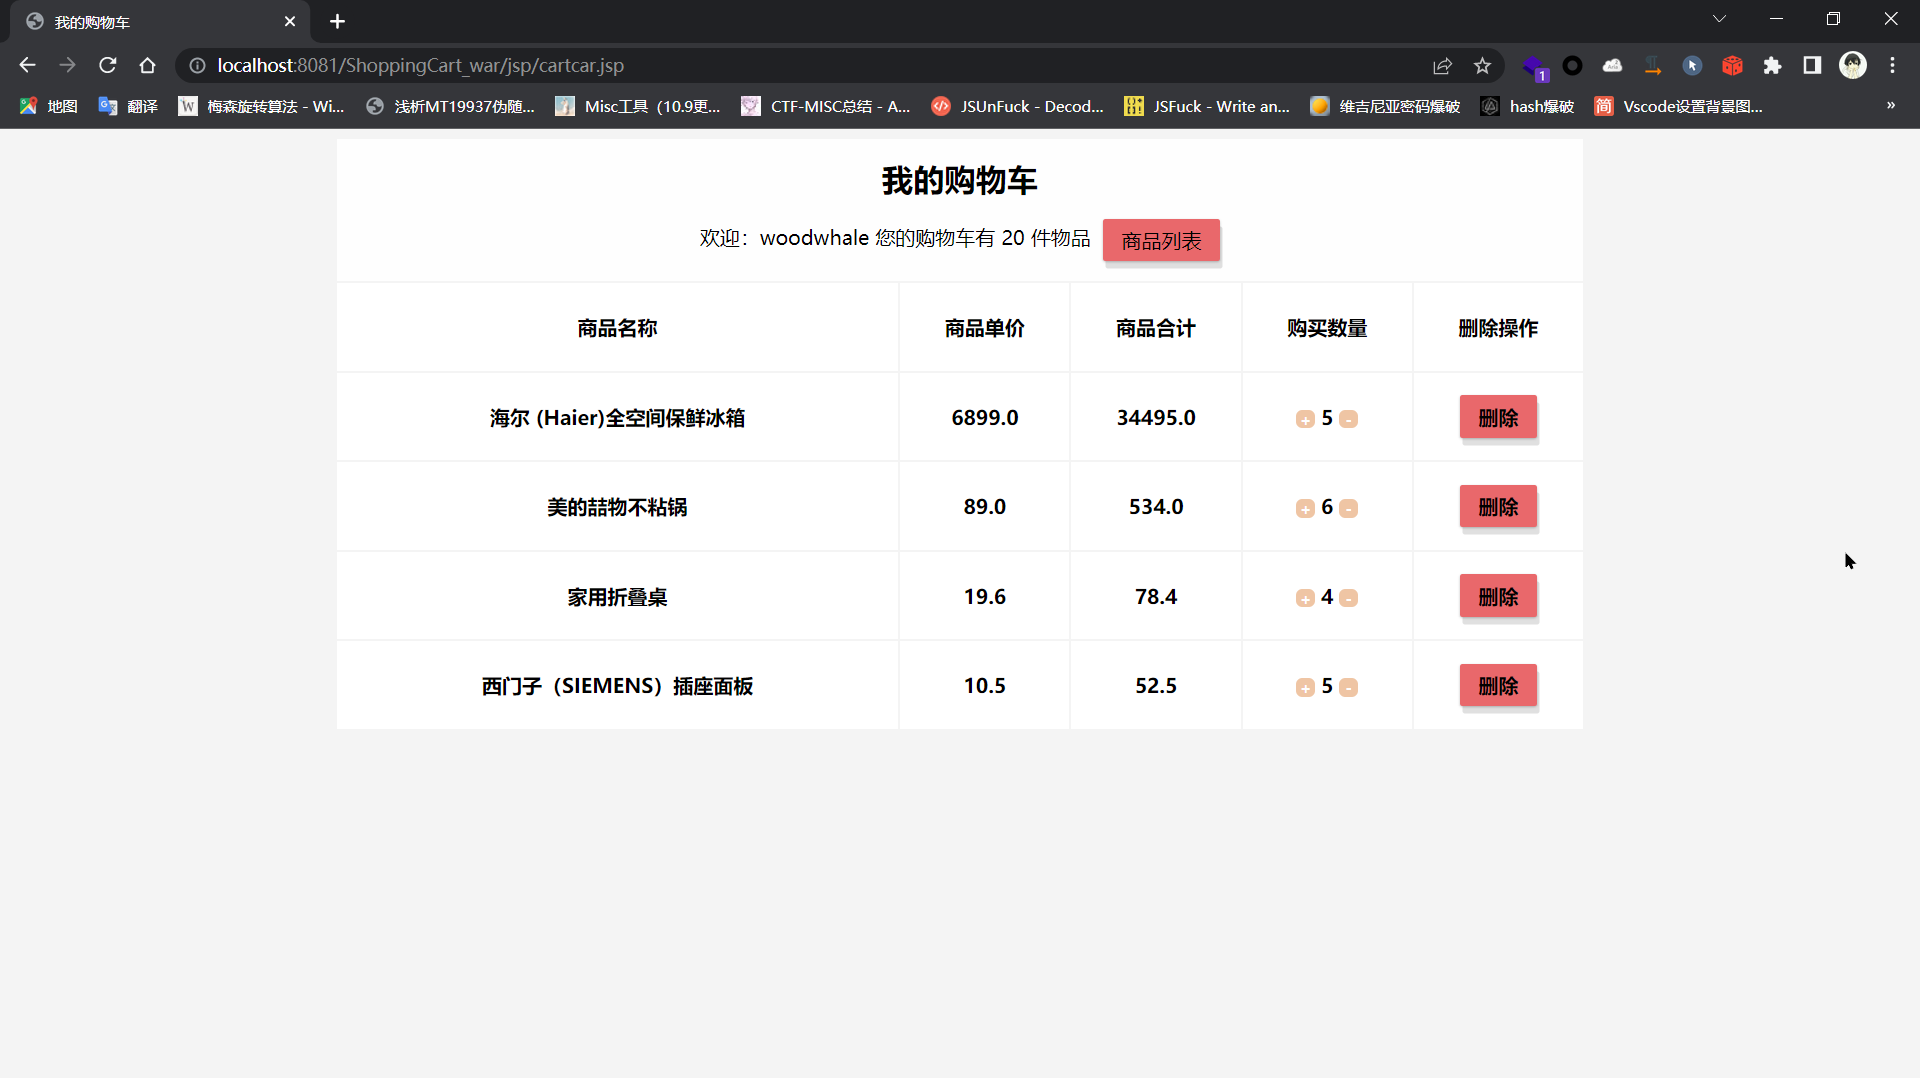 我的购物车
localhost:8081/ShoppingCart_war/jsp/cartcar.jsp
1
地图 翻译 W 梅森旋转算法 - Wi... 浅析MT19937伪随... Misc工具（10.9更... CTF-MISC总结 - A... JSUnFuck - Decod... JSFuck - Write an... 维吉尼亚密码爆破 hash爆破 简 Vscode设置背景图... »
我的购物车
欢迎：woodwhale 您的购物车有 20 件物品 商品列表
商品名称 商品单价 商品合计 购买数量 删除操作
海尔 (Haier)全空间保鲜冰箱 6899.0 34495.0 + 5 - 删除
美的喆物不粘锅 89.0 534.0 + 6 - 删除
家用折叠桌 19.6 78.4 + 4 - 删除
西门子（SIEMENS）插座面板 10.5 52.5 + 5 - 删除